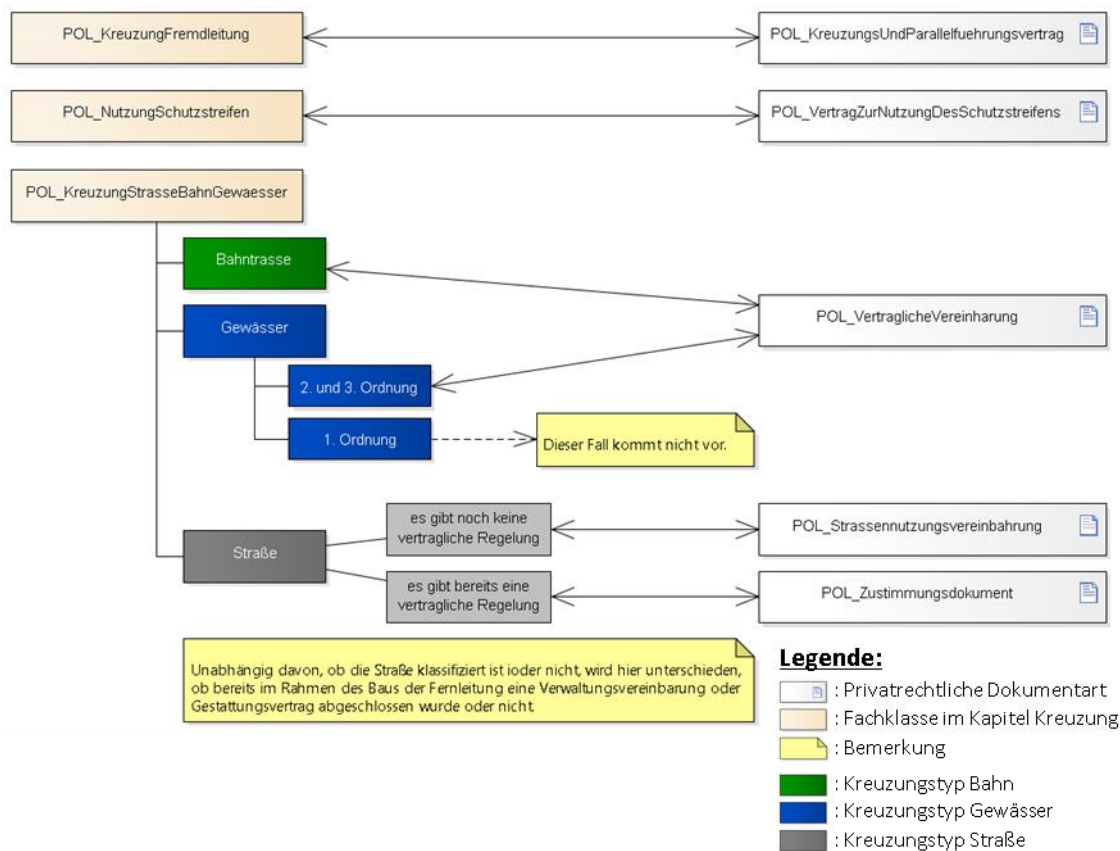 POL_KreuzungFremdleitung
POL_KreuzungsUndParallelfuehrungsvertrag
POL_NutzungSchutzstreifen
POL_VertragZurNutzungDesSchutzstreifens
POL_KreuzungStrasseBahnGewaesser
Bahntrasse
Gewässer
POL_VertraglicheVereinharung
2. und 3. Ordnung
1. Ordnung
Dieser Fall kommt nicht vor.
es gibt noch keine
vertragliche Regelung
POL_Strassennutzungsvereinbahrung
Straße
es gibt bereits eine
vertragliche Regelung
POL_Zustimmungsdokument
Unabhängig davon, ob die Straße klassifiziert ist ioder nicht, wird hier unterschieden,
ob bereits im Rahmen des Baus der Fernleitung eine Verwaltungsvereinbarung oder
Gestattungsvertrag abgeschlossen wurde oder nicht.
Legende:
: Privatrechtliche Dokumentart
: Fachklasse im Kapitel Kreuzung
: Bemerkung
: Kreuzungstyp Bahn
: Kreuzungstyp Gewässer
: Kreuzungstyp Straße